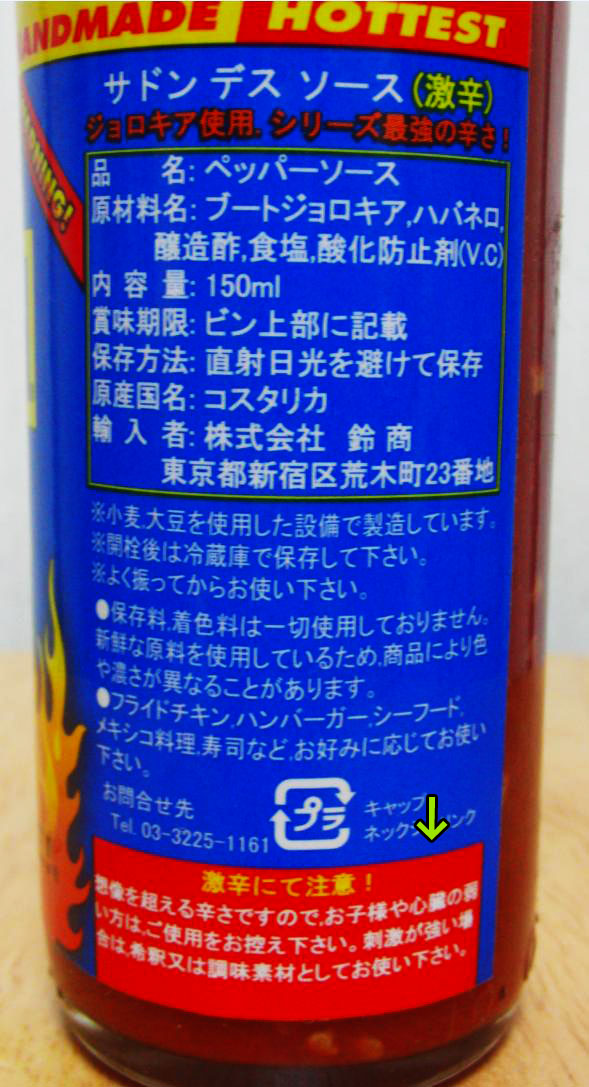 HANDMADE HOTTEST
WARNING!
サドン デス ソース(激辛)
ジョロキア使用. シリーズ最強の辛さ!
品 名: ペッパーソース
原材料名: ブートジョロキア,ハバネロ,
醸造酢,食塩,酸化防止剤(V.C)
内 容 量: 150ml
賞味期限: ビン上部に記載
保存方法: 直射日光を避けて保存
原産国名: コスタリカ
輸 入 者: 株式会社 鈴商
東京都新宿区荒木町23番地
※小麦,大豆を使用した設備で製造しています。
※開栓後は冷蔵庫で保存して下さい。
※よく振ってからお使い下さい。
●保存料,着色料は一切使用しておりません。
新鮮な原料を使用しているため,商品により色
や濃さが異なることがあります。
●フライドチキン,ハンバーガー,シーフード,
メキシコ料理,寿司など,お好みに応じてお使い
下さい。
お問合せ先
Tel. 03-3225-1161
プラ
キャップ
激辛にて注意!
想像を超える辛さですので,お子様や心臓の弱
い方は,ご使用をお控え下さい。刺激が強い場
合は,希釈又は調味素材としてお使い下さい。